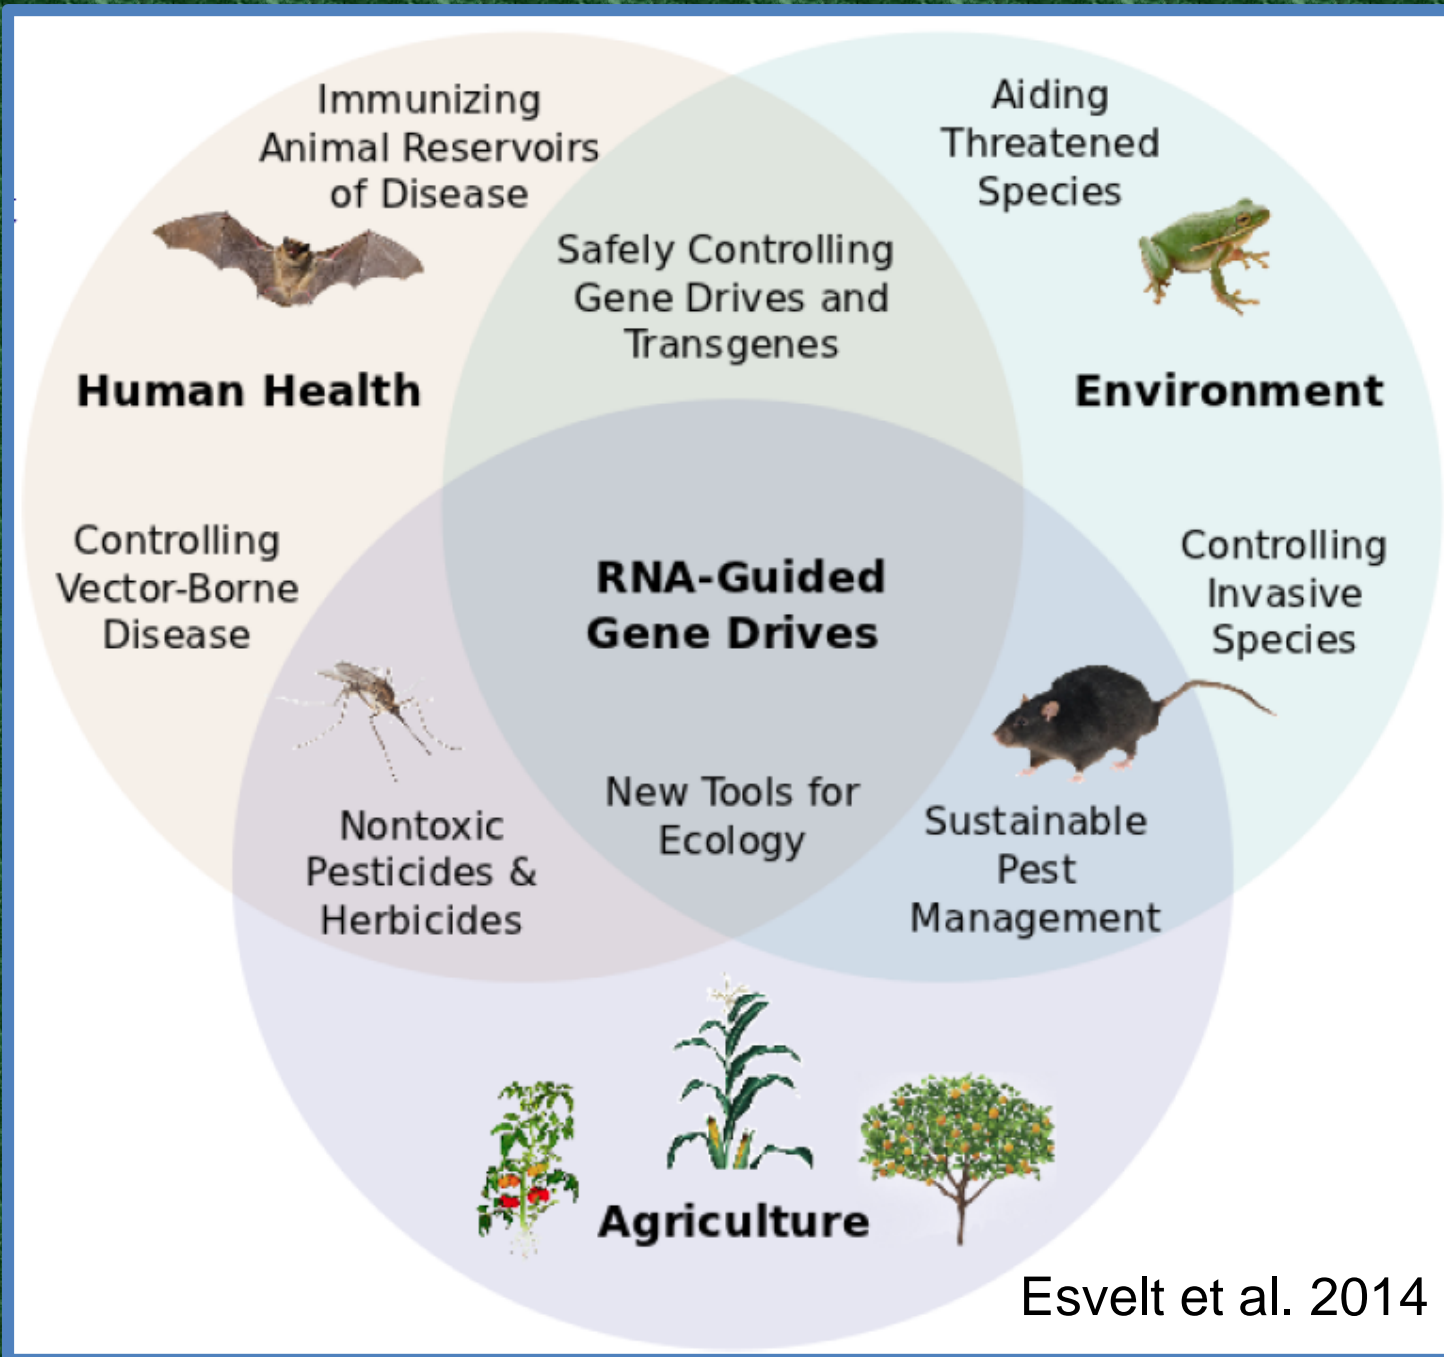 Immunizing
Animal Reservoirs
of Disease
Aiding
Threatened
Species
Safely Controlling
Gene Drives and
Transgenes
Human Health
Environment
Controlling
Vector-Borne
Disease
RNA-Guided
Gene Drives
Controlling
Invasive
Species
Nontoxic
Pesticides &
Herbicides
New Tools for
Ecology
Sustainable
Pest
Management
Agriculture
Esvelt et al. 2014